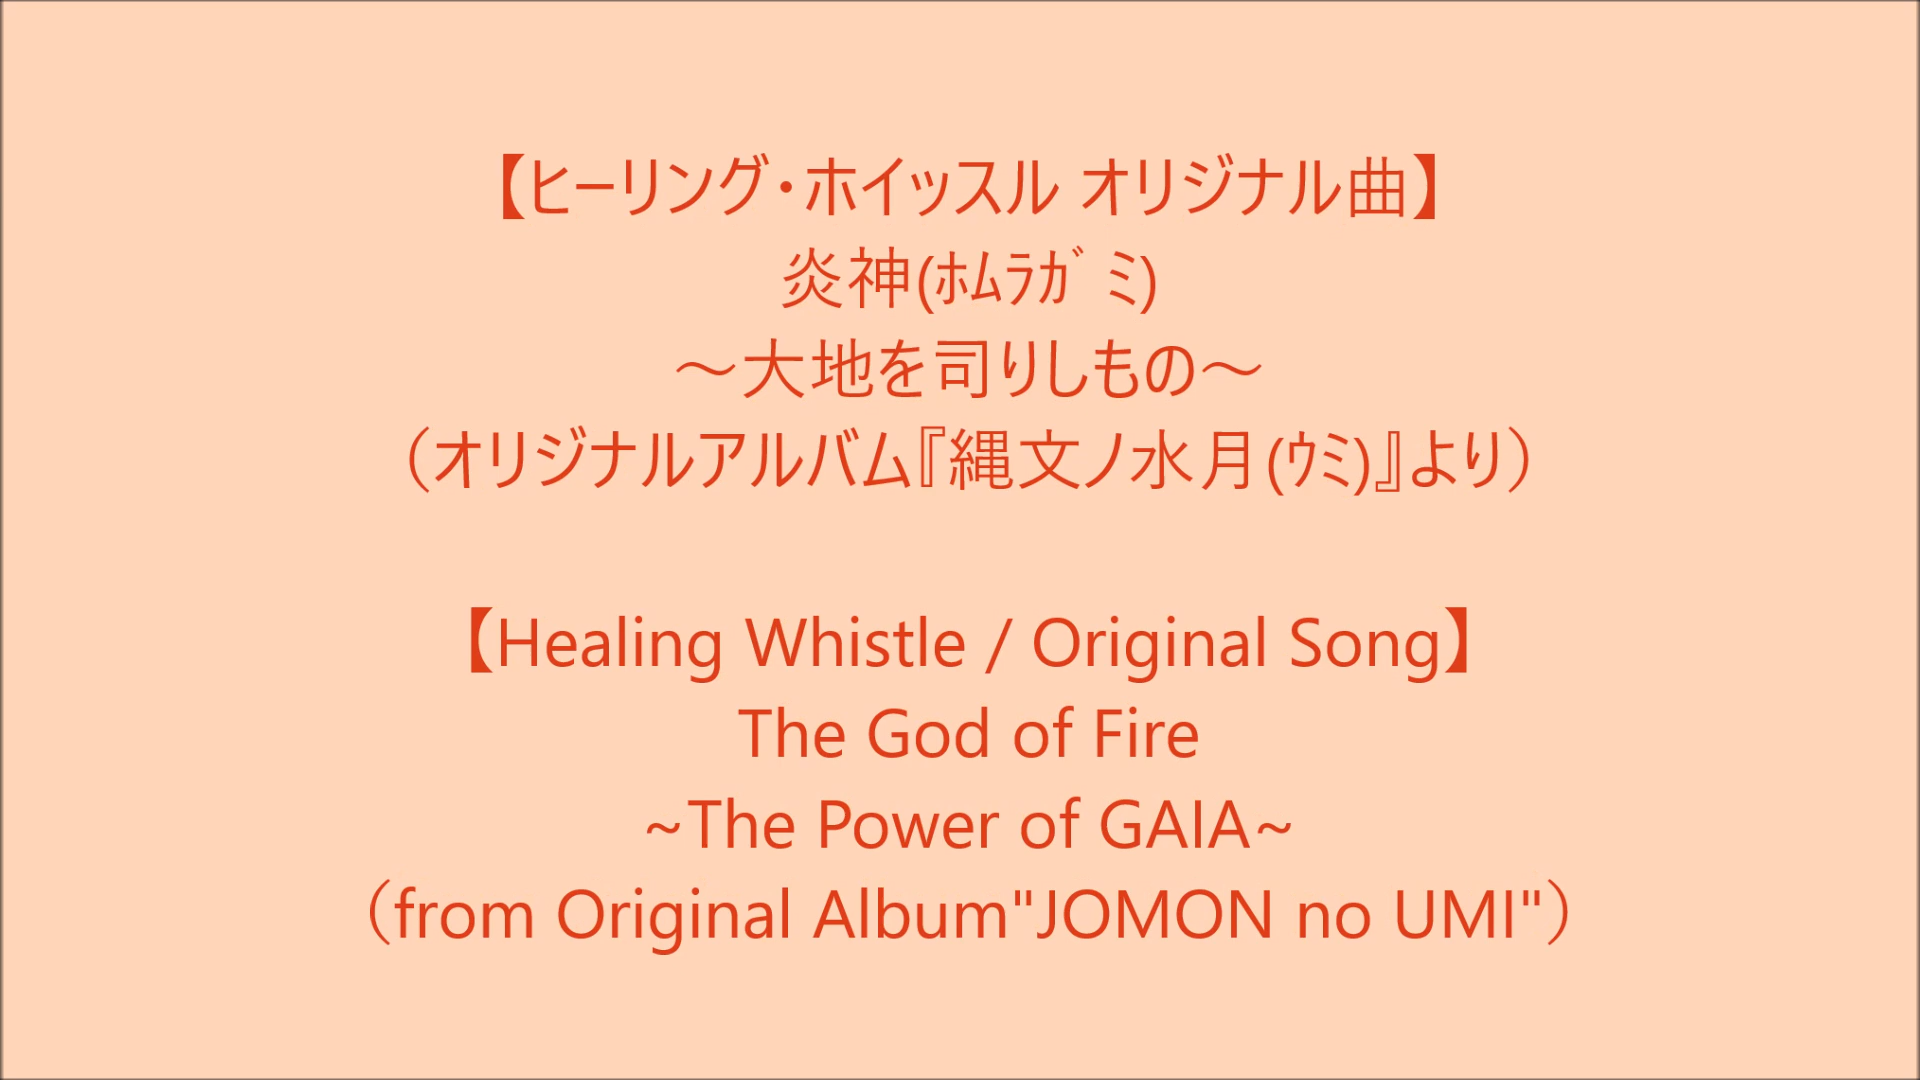 【ヒーリング・ホイッスル オリジナル曲】
炎神(ﾎﾑﾗｶﾞﾐ)
～大地を司りしもの～
（オリジナルアルバム『縄文ノ水月(ｳﾐ)』より）
【Healing Whistle / Original Song】
The God of Fire
~The Power of GAIA~
（from Original Album"JOMON no UMI"）